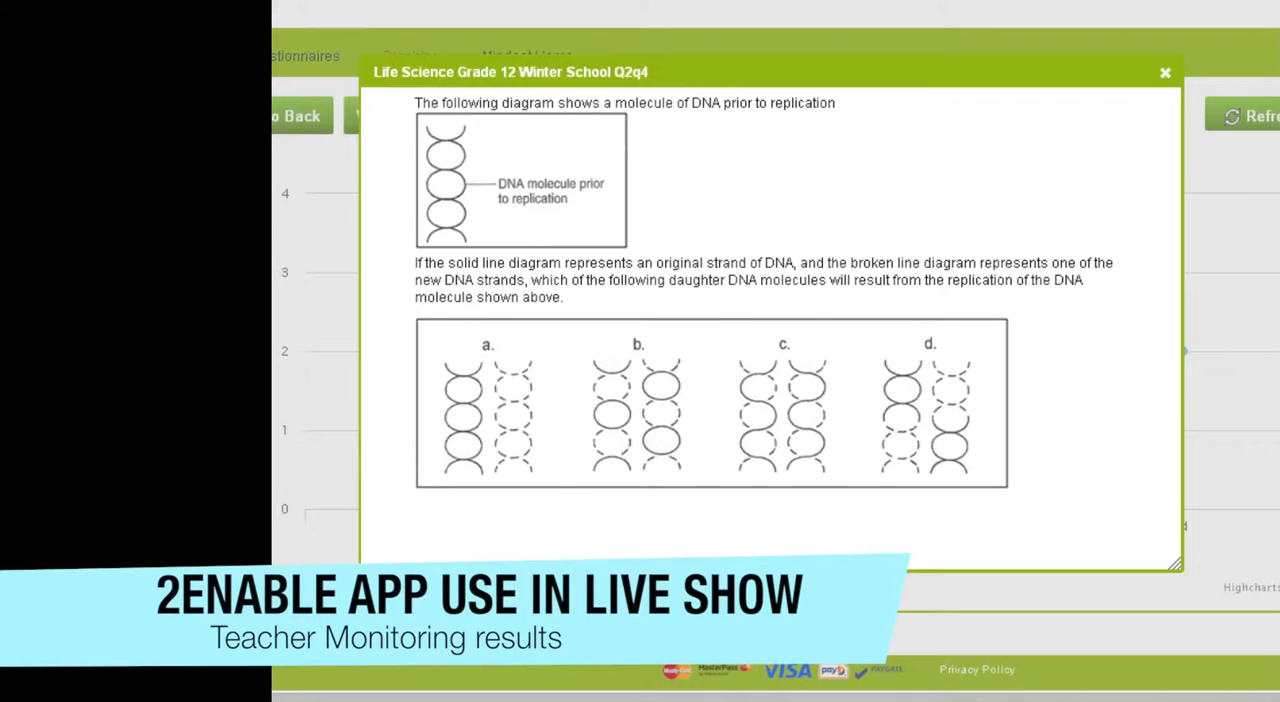 stionnaires
Life Science Grade 12 Winter School Q2q4
o Back
Refre
The following diagram shows a molecule of DNA prior to replication
DNA molecule prior
to replication
4
3
2
1
0
If the solid line diagram represents an original strand of DNA, and the broken line diagram represents one of the
new DNA strands, which of the following daughter DNA molecules will result from the replication of the DNA
molecule shown above.
a. b. c. d.
d
Highcharts
2ENABLE APP USE IN LIVE SHOW
Teacher Monitoring results
MasterPass
VISA
pay
PAYGATE
Privacy Policy